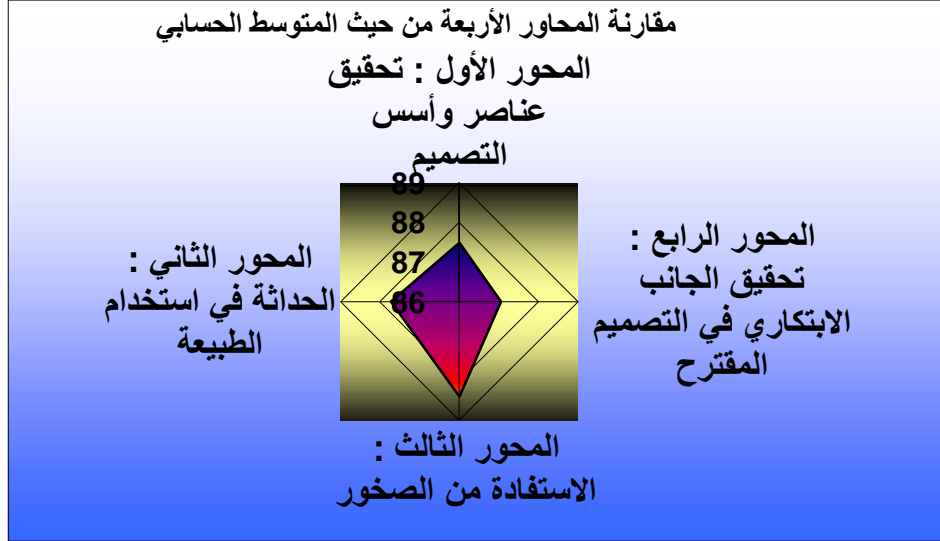 مقارنة المحاور الأربعة من حيث المتوسط الحسابي
المحور الأول : تحقيق
عناصر وأسس
التصميم
89
88
87
86
المحور الرابع :
تحقيق الجانب
الابتكاري في التصميم
المقترح
المحور الثاني :
الحداثة في استخدام
الطبيعة
المحور الثالث :
الاستفادة من الصخور